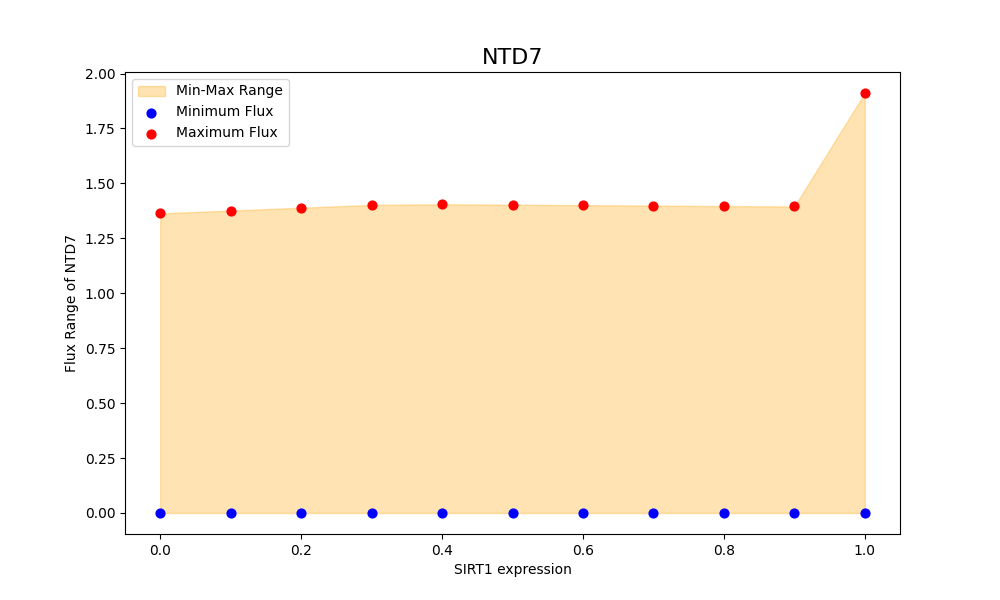 NTD7
Min-Max Range
Minimum Flux
Maximum Flux
Flux Range of NTD7
2.00
1.75
1.50
1.25
1.00
0.75
0.50
0.25
0.00
0.0 0.2 0.4 0.6 0.8 1.0
SIRT1 expression